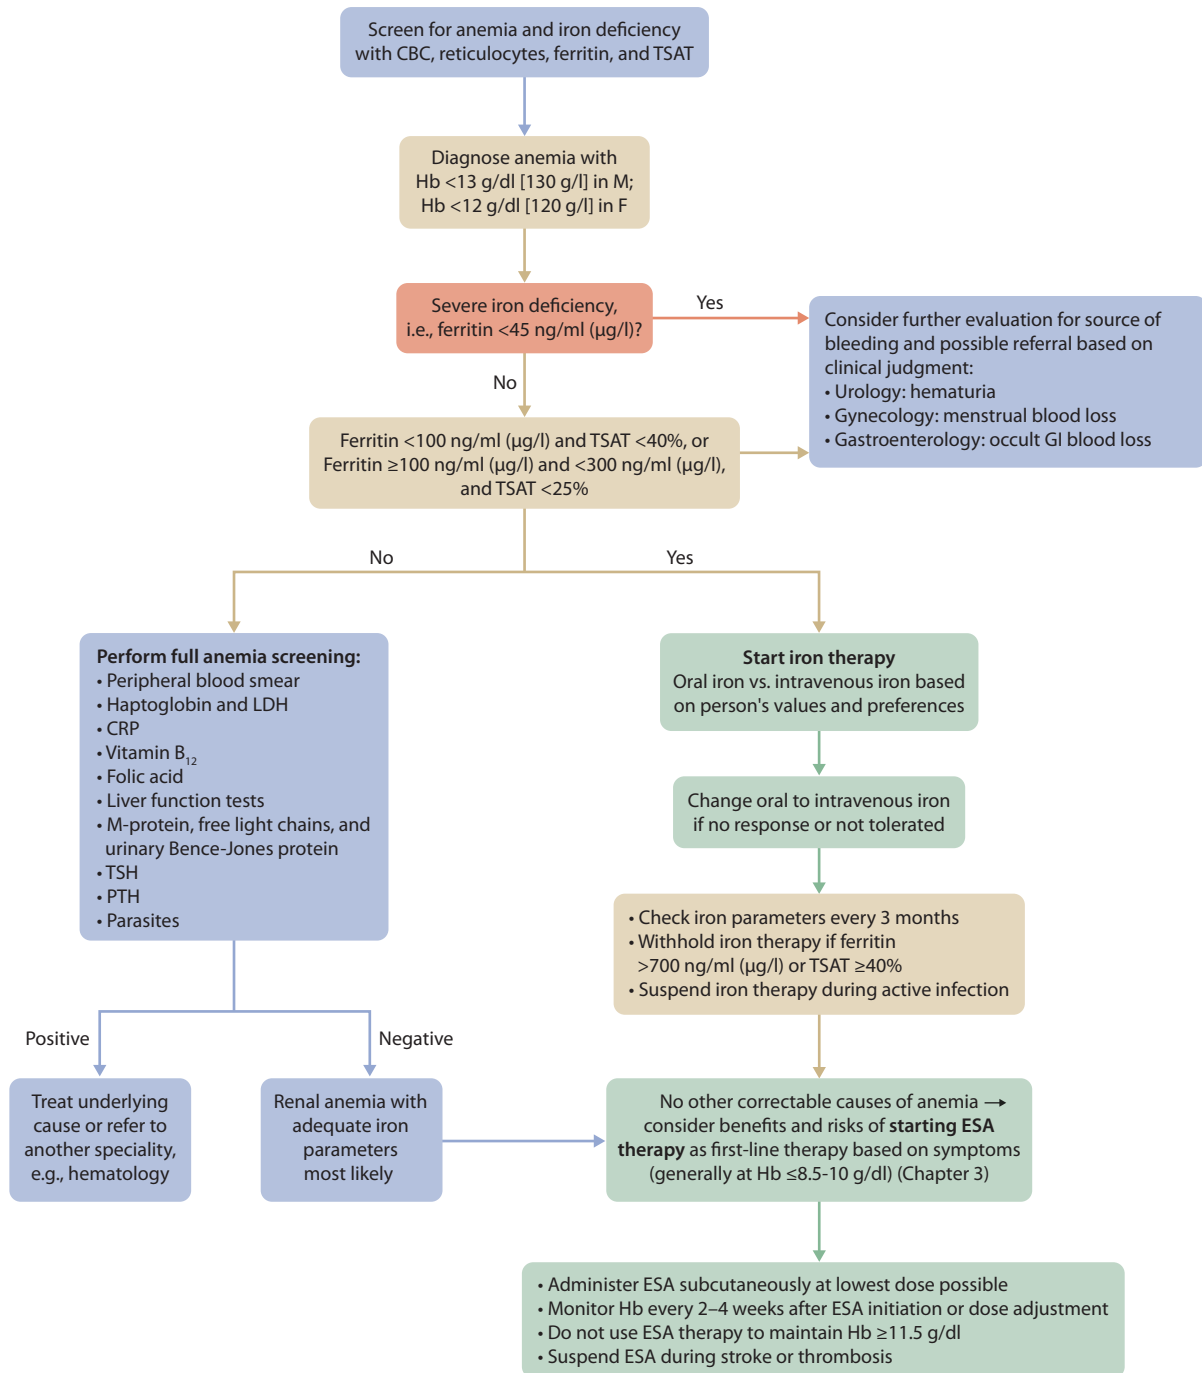 Screen for anemia and iron deficiency
with CBC, reticulocytes, ferritin, and TSAT
Diagnose anemia with
Hb <13 g/dl [130 g/l] in M;
Hb <12 g/dl [120 g/l] in F
Severe iron deficiency,
i.e., ferritin <45 ng/ml (µg/l)?
Yes
Consider further evaluation for source of
bleeding and possible referral based on
clinical judgment:
• Urology: hematuria
• Gynecology: menstrual blood loss
• Gastroenterology: occult GI blood loss
No
Ferritin <100 ng/ml (µg/l) and TSAT <40%, or
Ferritin ≥100 ng/ml (µg/l) and <300 ng/ml (µg/l),
and TSAT <25%
No
Yes
Perform full anemia screening:
• Peripheral blood smear
• Haptoglobin and LDH
• CRP
• Vitamin B₁₂
• Folic acid
• Liver function tests
• M-protein, free light chains, and
urinary Bence-Jones protein
• TSH
• PTH
• Parasites
Start iron therapy
Oral iron vs. intravenous iron based
on person's values and preferences
Change oral to intravenous iron
if no response or not tolerated
• Check iron parameters every 3 months
• Withhold iron therapy if ferritin
>700 ng/ml (µg/l) or TSAT ≥40%
• Suspend iron therapy during active infection
Positive
Negative
Treat underlying
cause or refer to
another speciality,
e.g., hematology
Renal anemia with
adequate iron
parameters
most likely
No other correctable causes of anemia →
consider benefits and risks of starting ESA
therapy as first-line therapy based on symptoms
(generally at Hb ≤8.5-10 g/dl) (Chapter 3)
• Administer ESA subcutaneously at lowest dose possible
• Monitor Hb every 2–4 weeks after ESA initiation or dose adjustment
• Do not use ESA therapy to maintain Hb ≥11.5 g/dl
• Suspend ESA during stroke or thrombosis